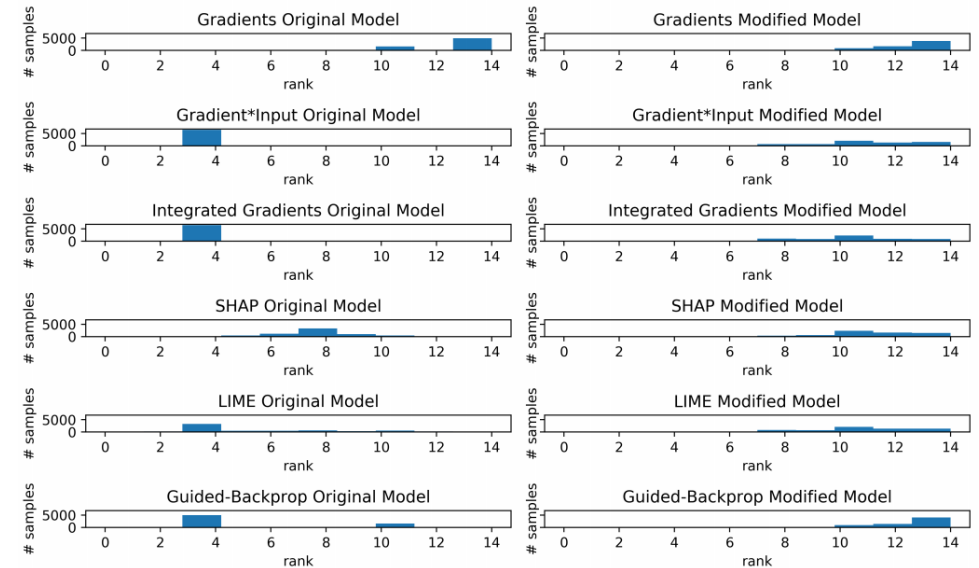 Gradients Original Model
# samples
5000
0
0 2 4 6 8 10 12 14
rank
Gradients Modified Model
# samples
0 2 4 6 8 10 12 14
rank
Gradient*Input Original Model
# samples
5000
0
0 2 4 6 8 10 12 14
rank
Gradient*Input Modified Model
# samples
0 2 4 6 8 10 12 14
rank
Integrated Gradients Original Model
# samples
5000
0
0 2 4 6 8 10 12 14
rank
Integrated Gradients Modified Model
# samples
0 2 4 6 8 10 12 14
rank
SHAP Original Model
# samples
5000
0
0 2 4 6 8 10 12 14
rank
SHAP Modified Model
# samples
0 2 4 6 8 10 12 14
rank
LIME Original Model
# samples
5000
0
0 2 4 6 8 10 12 14
rank
LIME Modified Model
# samples
0 2 4 6 8 10 12 14
rank
Guided-Backprop Original Model
# samples
5000
0
0 2 4 6 8 10 12 14
rank
Guided-Backprop Modified Model
# samples
0 2 4 6 8 10 12 14
rank